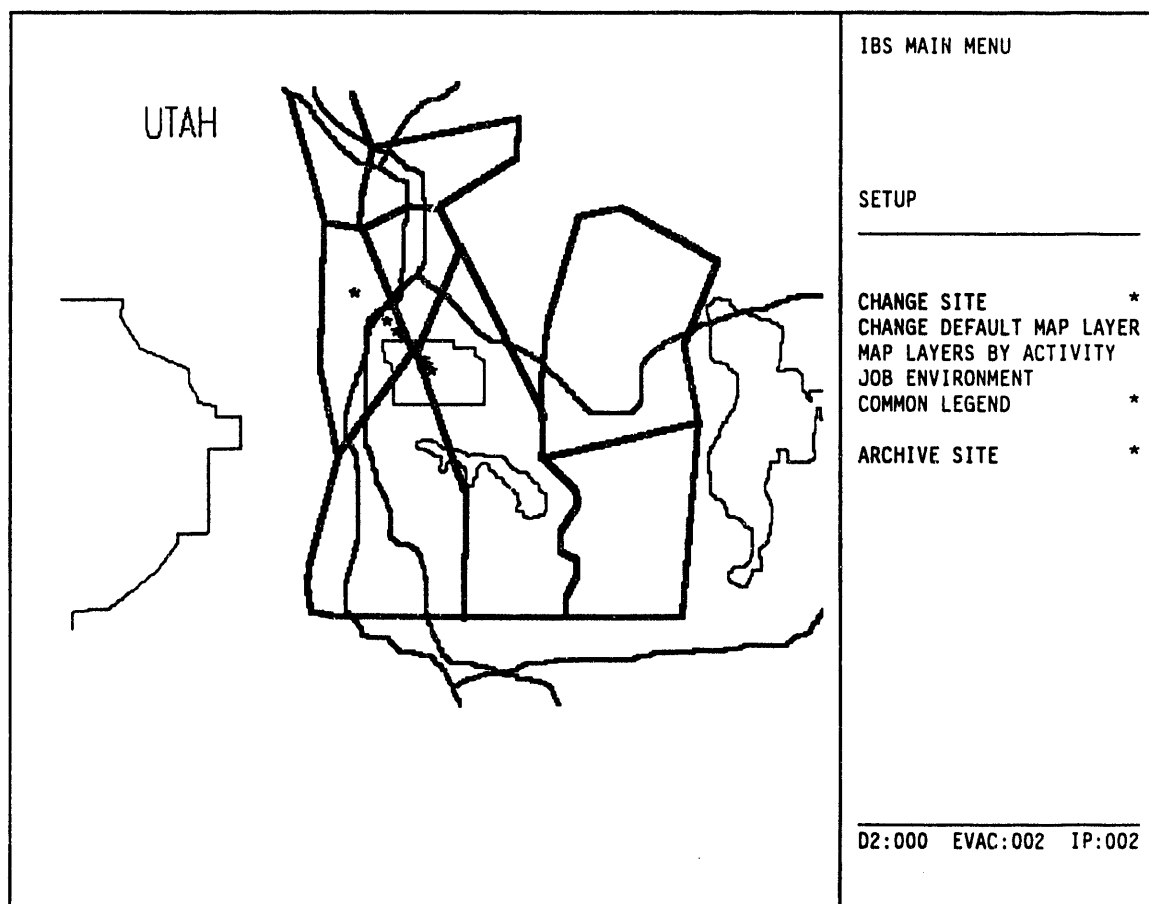 UTAH
IBS MAIN MENU
SETUP
CHANGE SITE *
CHANGE DEFAULT MAP LAYER
MAP LAYERS BY ACTIVITY
JOB ENVIRONMENT
COMMON LEGEND *
ARCHIVE SITE *
D2:000 EVAC:002 IP:002